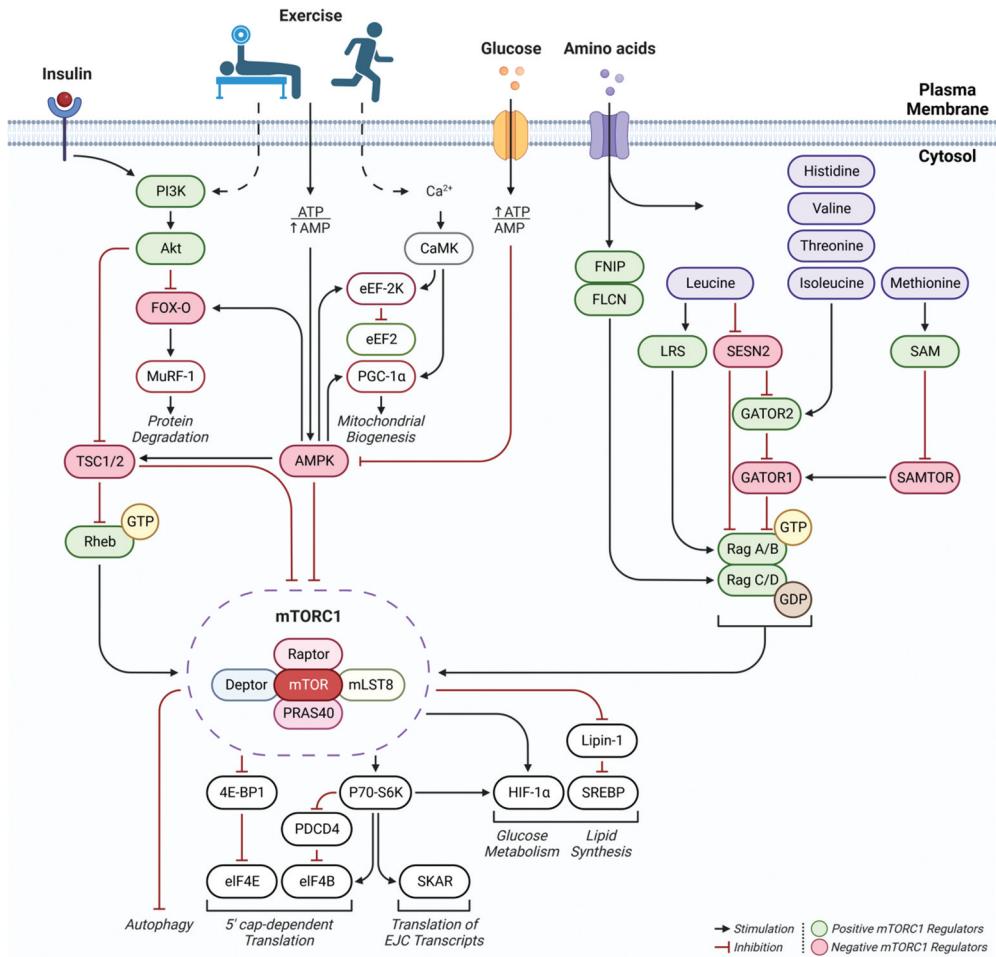 Exercise
Insulin
Glucose
Amino acids
Plasma
Membrane
Cytosol
PI3K
Akt
FOX-O
MuRF-1
Protein
Degradation
ATP
↑AMP
Ca²⁺
CaMK
eEF-2K
eEF2
PGC-1α
Mitochondrial
Biogenesis
↑ATP
AMP
FNIP
FLCN
Histidine
Valine
Threonine
Isoleucine
Leucine
Methionine
LRS
SESN2
SAM
GATOR2
GATOR1
SAMTOR
TSC1/2
AMPK
GTP
Rheb
GTP
Rag A/B
Rag C/D
GDP
mTORC1
Raptor
Deptor
mTOR
mLST8
PRAS40
Lipin-1
4E-BP1
P70-S6K
HIF-1α
SREBP
PDCD4
Glucose
Metabolism
Lipid
Synthesis
eIF4E
eIF4B
SKAR
Autophagy
5' cap-dependent
Translation
Translation of
EJC Transcripts
Stimulation
Positive mTORC1 Regulators
Inhibition
Negative mTORC1 Regulators